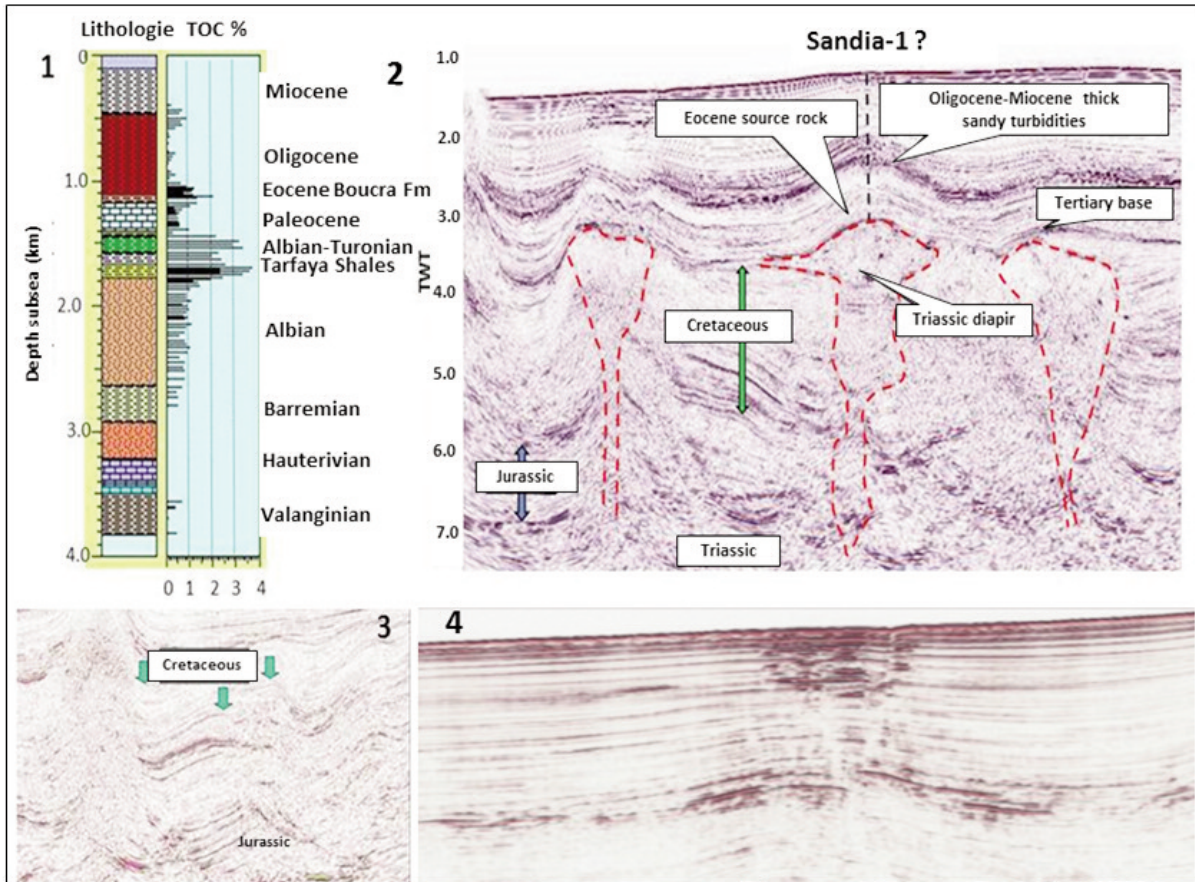 Lithologie TOC %
1
0
1.0
2.0
3.0
4.0
Depth subsea (km)
Miocene
Oligocene
Eocene Boucra Fm
Paleocene
Albian-Turonian
Tarfaya Shales
Albian
Barremian
Hauterivian
Valanginian
0 1 2 3 4
2
Sandia-1 ?
1.0
2.0
3.0
4.0
5.0
6.0
7.0
TWT
Eocene source rock
Oligocene-Miocene thick
sandy turbidities
Tertiary base
Cretaceous
Triassic diapir
Jurassic
Triassic
3
Cretaceous
Jurassic
4